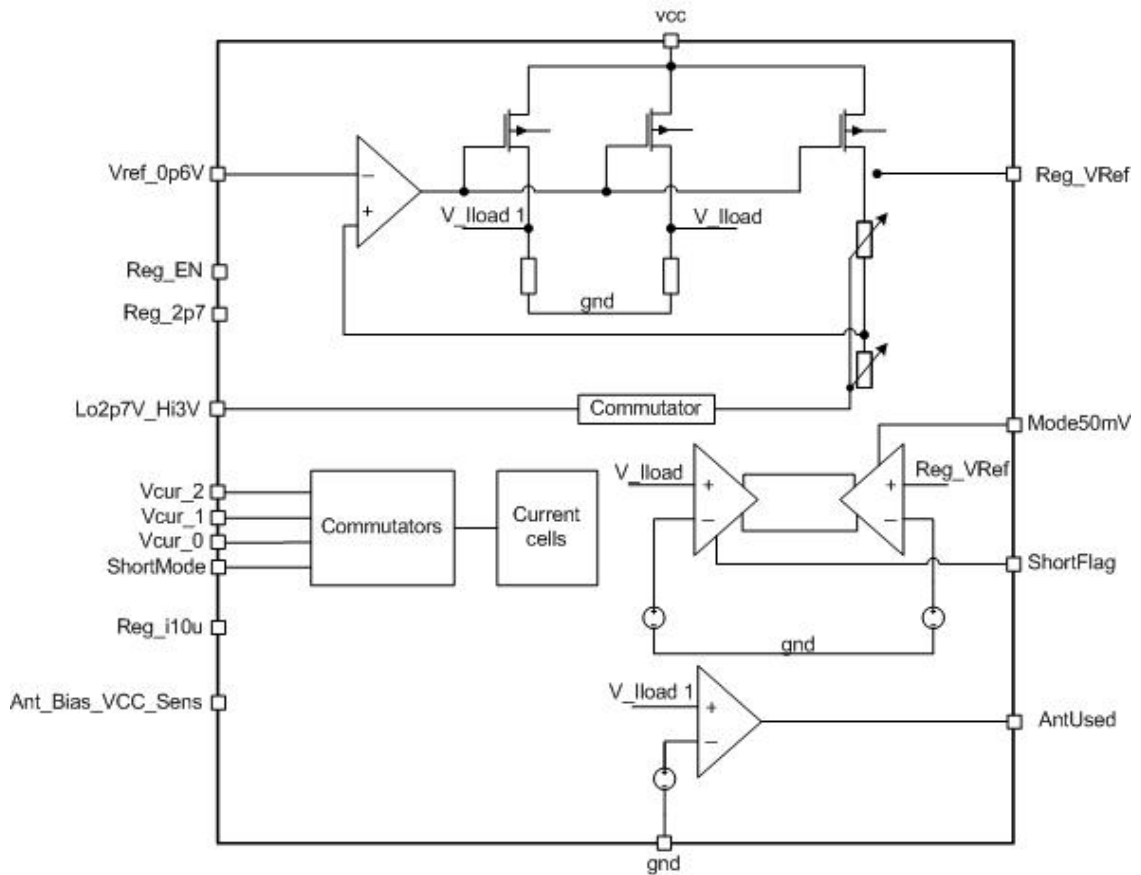 vcc
Vref_0p6V
−
+
V_Iload 1
V_Iload
Reg_VRef
Reg_EN
gnd
Reg_2p7
Lo2p7V_Hi3V
Commutator
Mode50mV
V_Iload
+
−
+
−
Reg_VRef
Vcur_2
Vcur_1
Vcur_0
ShortMode
Commutators
Current
cells
ShortFlag
Reg_i10u
gnd
Ant_Bias_VCC_Sens
V_Iload 1
+
−
AntUsed
gnd